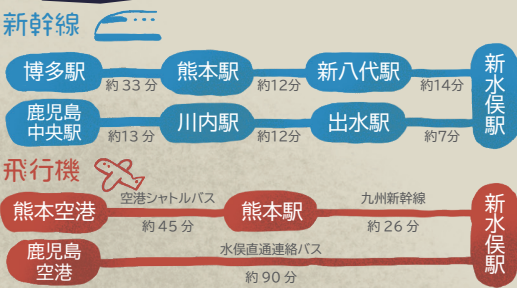 新幹線
博多駅
約33分
熊本駅
約12分
新八代駅
約14分
新水俣駅
鹿児島
中央駅
約13分
川内駅
約12分
出水駅
約7分
飛行機
熊本空港
空港シャトルバス
約45分
熊本駅
九州新幹線
約26分
新水俣駅
鹿児島
空港
水俣直通連絡バス
約90分